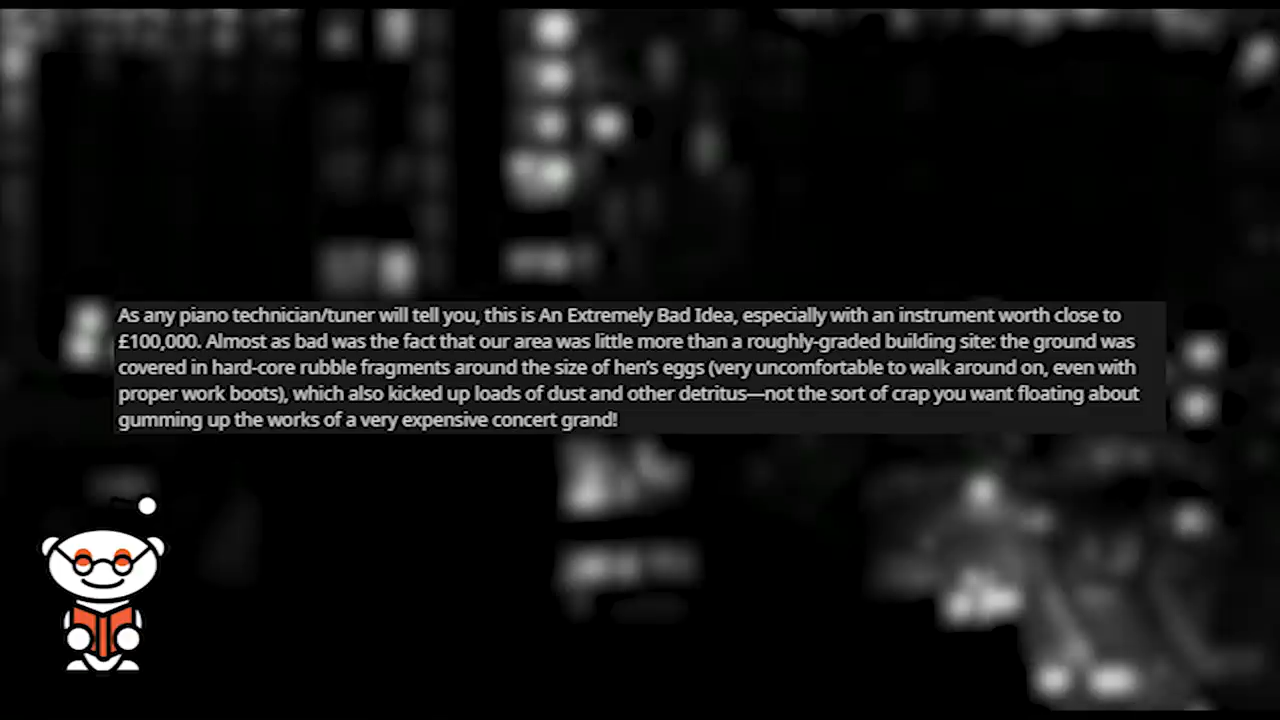 As any piano technician/tuner will tell you, this is An Extremely Bad Idea, especially with an instrument worth close to
£100,000. Almost as bad was the fact that our area was little more than a roughly-graded building site: the ground was
covered in hard-core rubble fragments around the size of hen's eggs (very uncomfortable to walk around on, even with
proper work boots), which also kicked up loads of dust and other detritus—not the sort of crap you want floating about
gumming up the works of a very expensive concert grand!